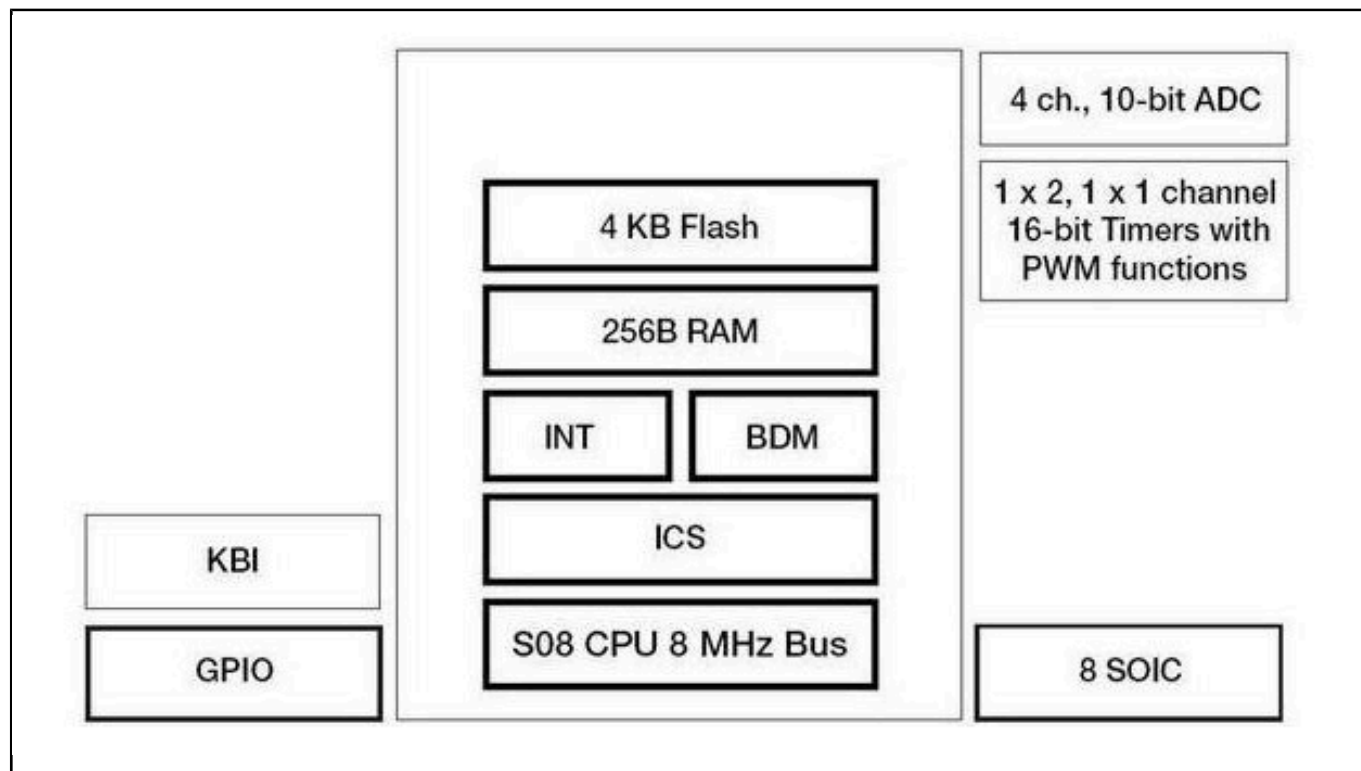 4 ch., 10-bit ADC
1 x 2, 1 x 1 channel
16-bit Timers with
PWM functions
4 KB Flash
256B RAM
INT
BDM
ICS
KBI
S08 CPU 8 MHz Bus
GPIO
8 SOIC